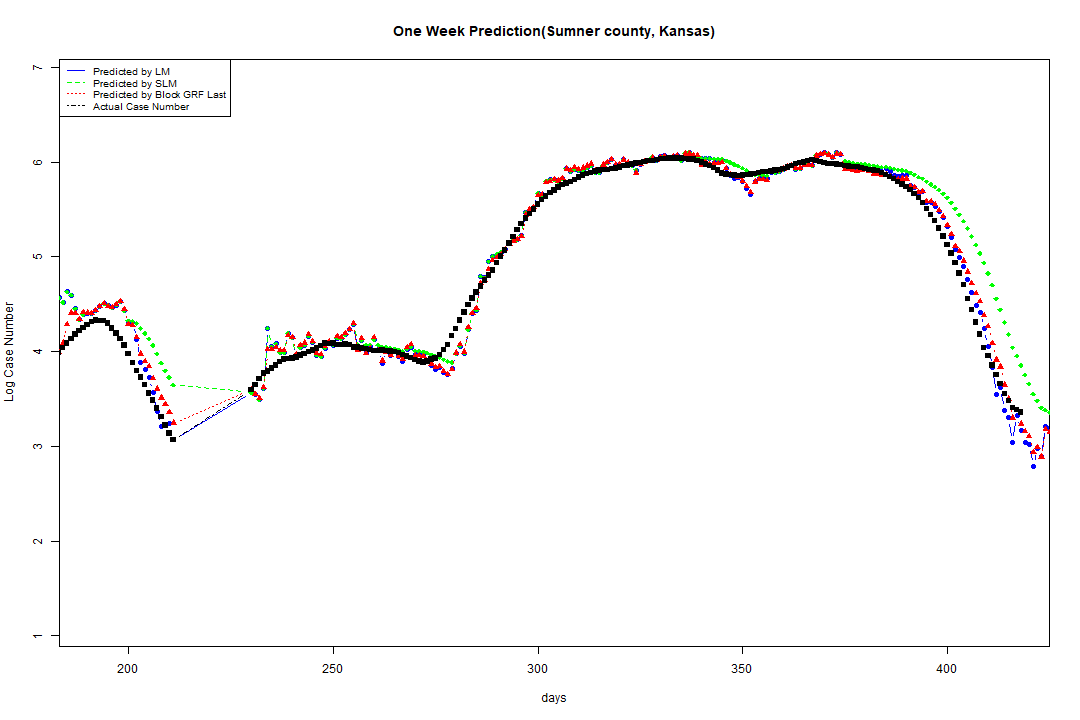 One Week Prediction(Sumner county, Kansas)
Predicted by LM
Predicted by SLM
Predicted by Block GRF Last
Actual Case Number
7
6
5
4
3
2
1
Log Case Number
200 250 300 350 400
days